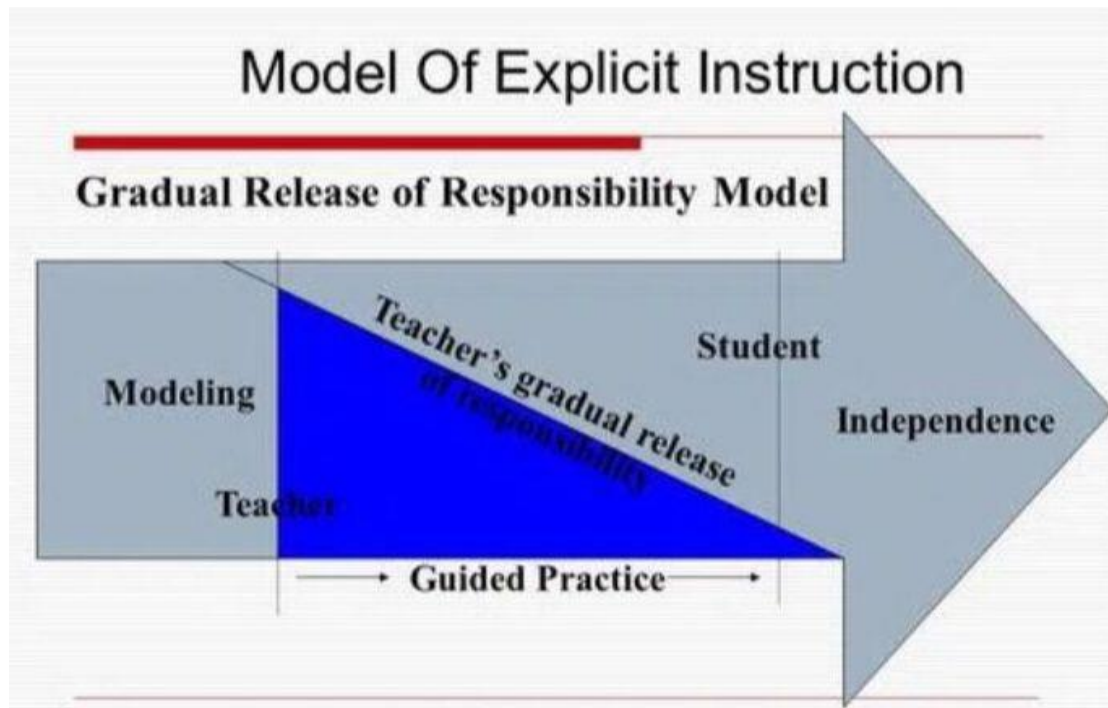 Model Of Explicit Instruction
Gradual Release of Responsibility Model
Teacher's gradual release
of responsibility
Student
Modeling
Independence
Teacher
Guided Practice